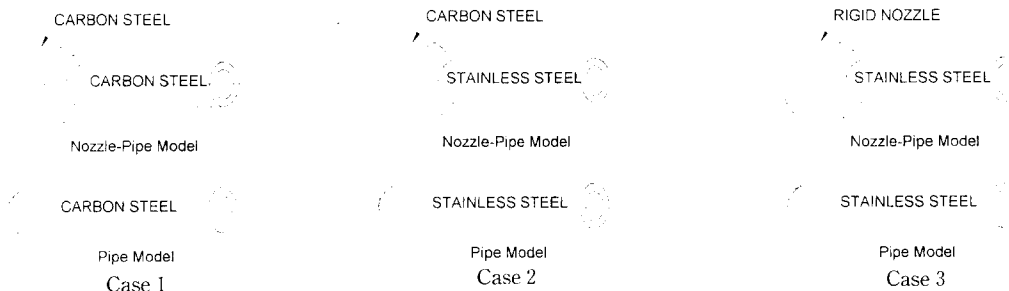 CARBON STEEL
CARBON STEEL
Nozzle-Pipe Model
CARBON STEEL
Pipe Model
Case 1
CARBON STEEL
STAINLESS STEEL
Nozzle-Pipe Model
STAINLESS STEEL
Pipe Model
Case 2
RIGID NOZZLE
STAINLESS STEEL
Nozzle-Pipe Model
STAINLESS STEEL
Pipe Model
Case 3